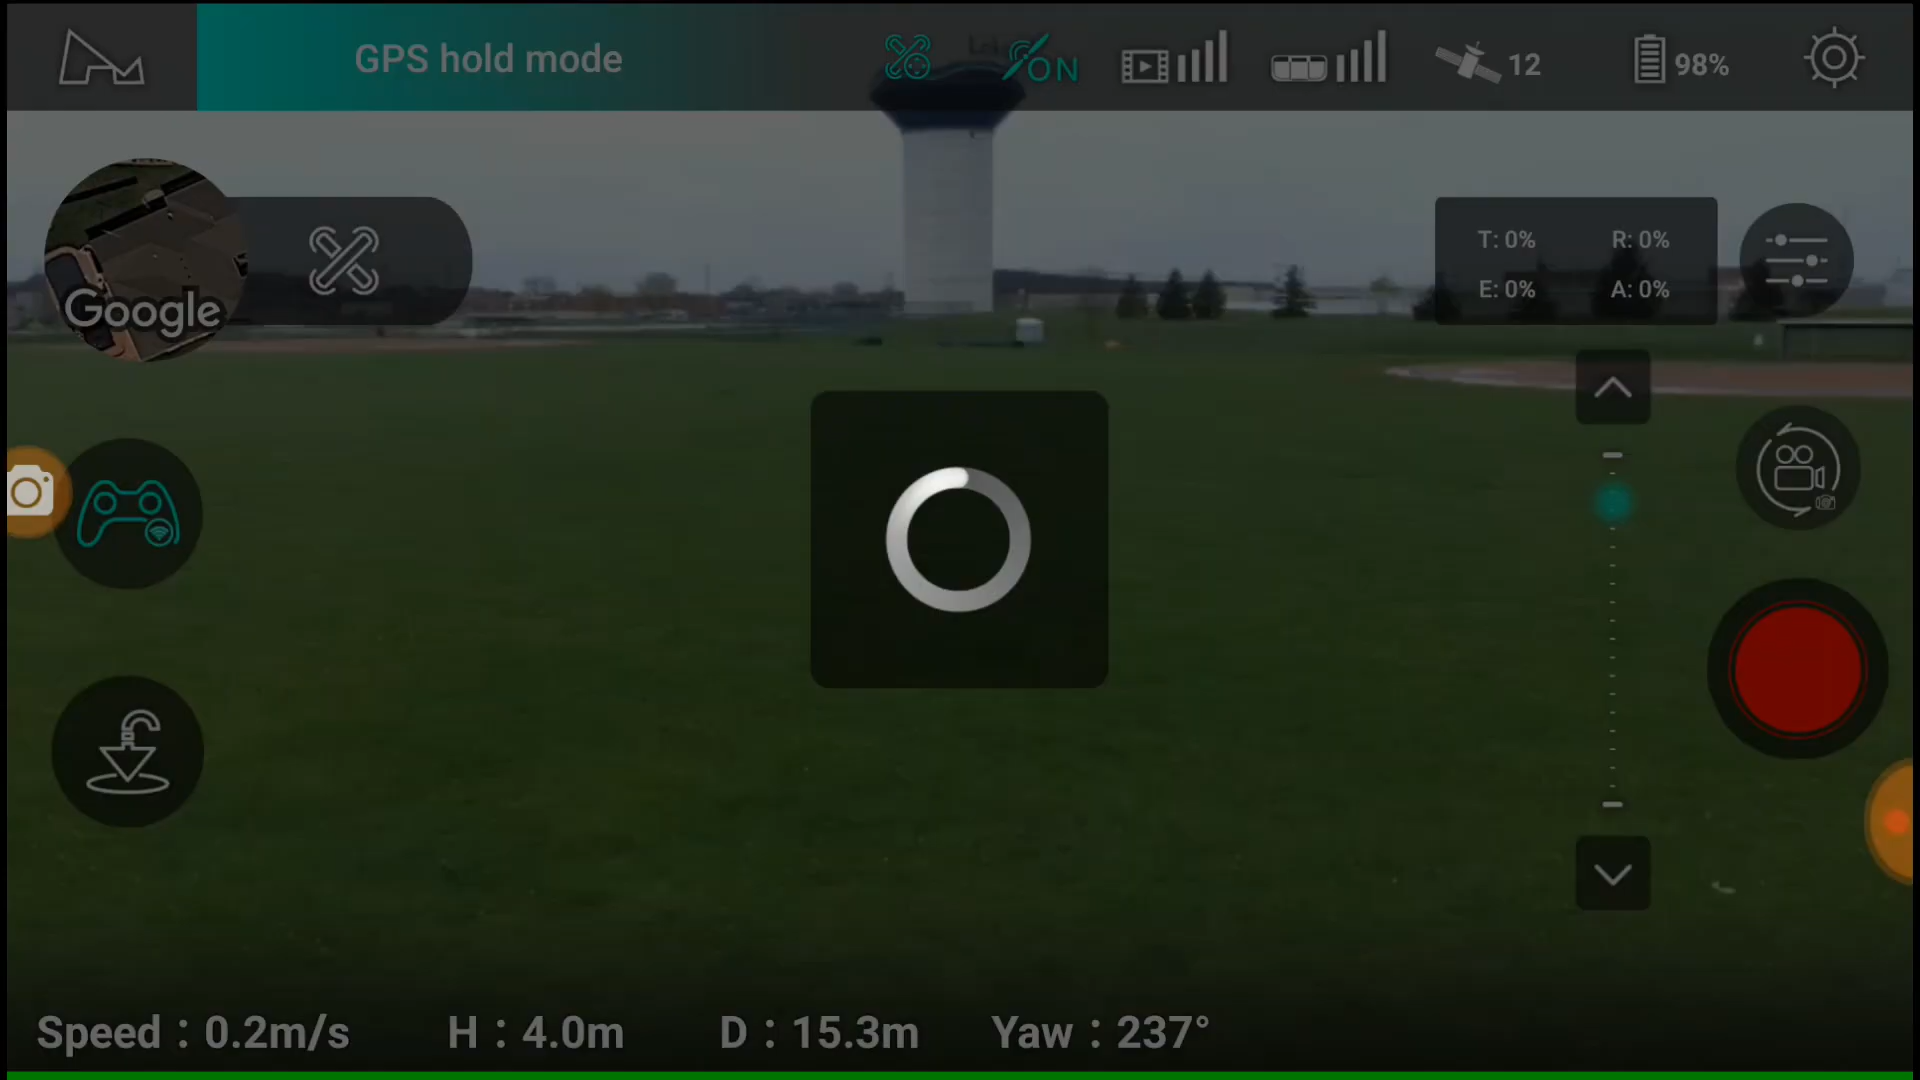 GPS hold mode
ON
12
98%
Google
T: 0% R: 0%
E: 0% A: 0%
Speed : 0.2m/s H : 4.0m D : 15.3m Yaw : 237°